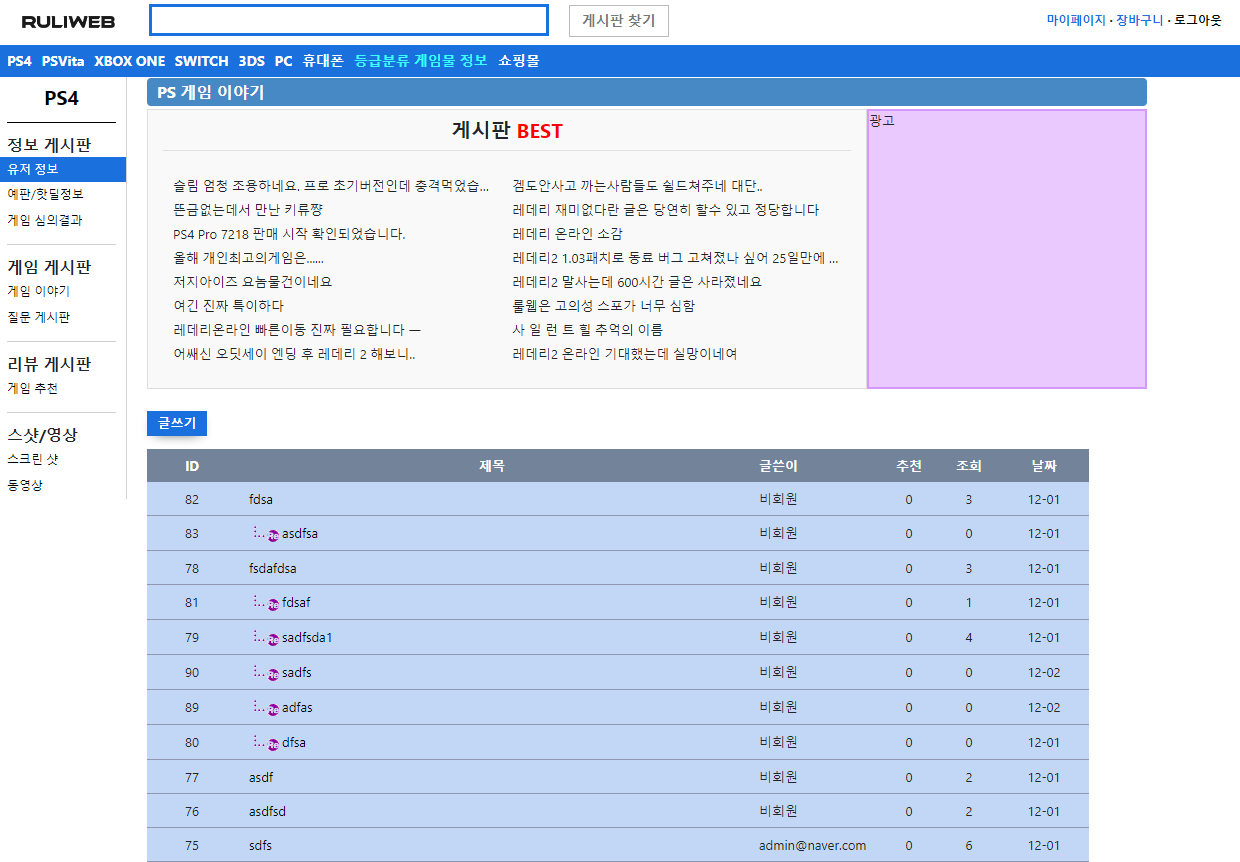 RULIWEB 게시판 찾기 마이페이지 · 장바구니 · 로그아웃
PS4 PSVita XBOX ONE SWITCH 3DS PC 휴대폰 등급분류 게임물 정보 쇼핑몰
PS4
정보 게시판
유저 정보
예판/핫딜정보
게임 심의결과
게임 게시판
게임 이야기
질문 게시판
리뷰 게시판
게임 추천
스샷/영상
스크린 샷
동영상
PS 게임 이야기
게시판 BEST
슬림 엄청 조용하네요. 프로 초기버전인데 충격먹었습...
뜬금없는데서 만난 키류쨩
PS4 Pro 7218 판매 시작 확인되었습니다.
올해 개인최고의게임은......
저지아이즈 요놈물건이네요
여긴 진짜 특이하다
레데리온라인 빠른이동 진짜 필요합니다 ㅡ
어쌔신 오딧세이 엔딩 후 레데리 2 해보니..
겜도안사고 까는사람들도 쉴드쳐주네 대단..
레데리 재미없다란 글은 당연히 할수 있고 정당합니다
레데리 온라인 소감
레데리2 1.03패치로 동료 버그 고쳐졌나 싶어 25일만에 ...
레데리2 말사는데 600시간 글은 사라졌네요
룰웹은 고의성 스포가 너무 심함
사 일 런 트 힐 추억의 이름
레데리2 온라인 기대했는데 실망이네여
광고
글쓰기
ID 제목 글쓴이 추천 조회 날짜
82 fdsa 비회원 0 3 12-01
83 Re asdfsa 비회원 0 0 12-01
78 fsdafdsa 비회원 0 3 12-01
81 Re fdsaf 비회원 0 1 12-01
79 Re sadfsda1 비회원 0 4 12-01
90 Re sadfs 비회원 0 0 12-02
89 Re adfas 비회원 0 0 12-02
80 Re dfsa 비회원 0 0 12-01
77 asdf 비회원 0 2 12-01
76 asdfsd 비회원 0 2 12-01
75 sdfs admin@naver.com 0 6 12-01